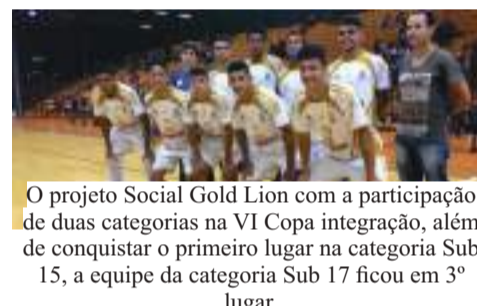 O projeto Social Gold Lion com a participação
de duas categorias na VI Copa integração, além
de conquistar o primeiro lugar na categoria Sub
15, a equipe da categoria Sub 17 ficou em 3º
lugar